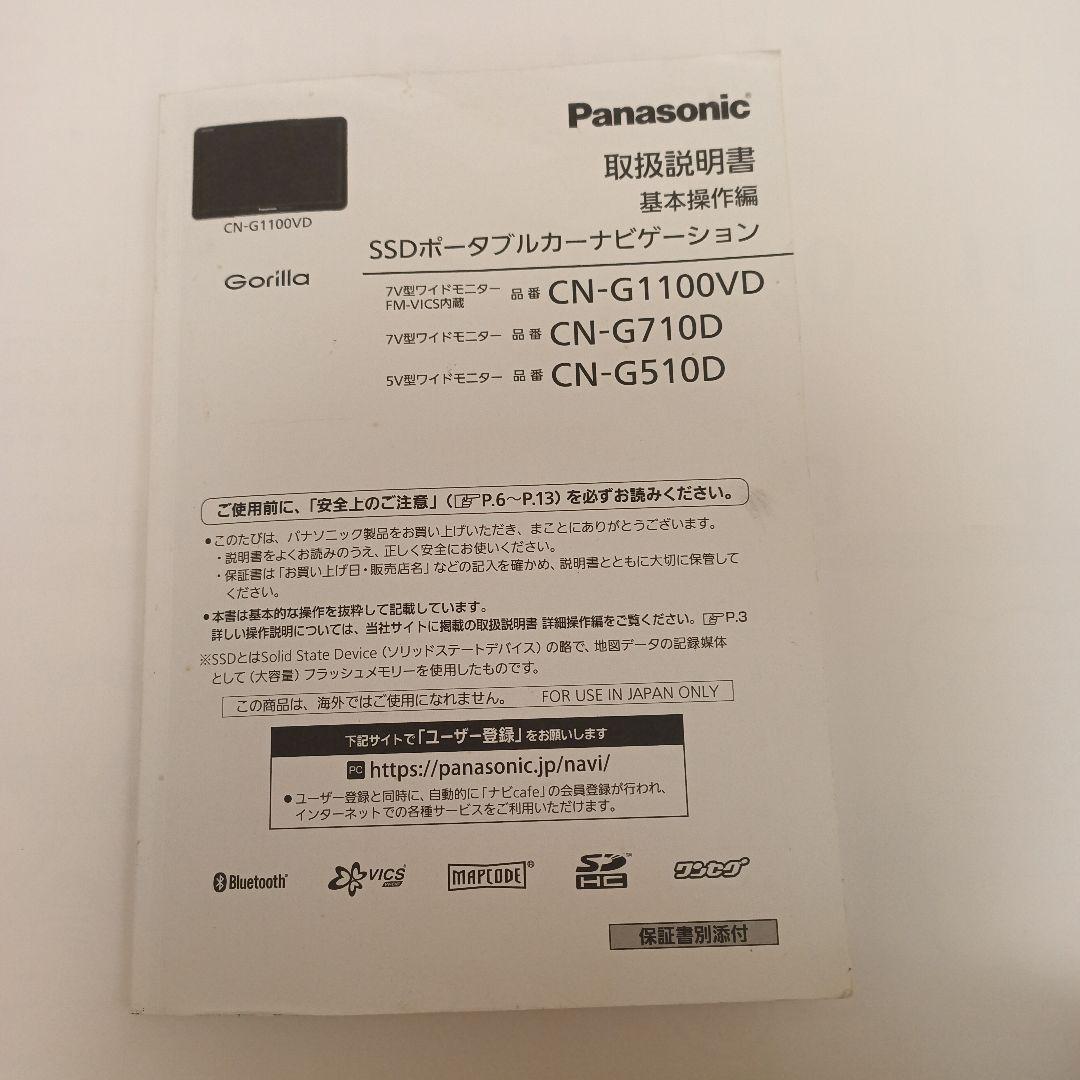 Panasonic
取扱説明書
基本操作編
CN-G1100VD
SSDポータブルカーナビゲーション
Gorilla
7V型ワイドモニター FM-VICS内蔵 品番 CN-G1100VD
7V型ワイドモニター 品番 CN-G710D
5V型ワイドモニター 品番 CN-G510D
ご使用前に、「安全上のご注意」(P.6〜P.13)を必ずお読みください。
●このたびは、パナソニック製品をお買い上げいただき、まことにありがとうございます。
・説明書をよくお読みのうえ、正しく安全にお使いください。
・保証書は「お買い上げ日・販売店名」などの記入を確かめ、説明書とともに大切に保管して
ください。
●本書は基本的な操作を抜粋して記載しています。
詳しい操作説明については、当社サイトに掲載の取扱説明書 詳細操作編をご覧ください。P.3
※SSDとはSolid State Device(ソリッドステートデバイス)の略で、地図データの記録媒体
として(大容量)フラッシュメモリーを使用したものです。
この商品は、海外ではご使用になれません。 FOR USE IN JAPAN ONLY
下記サイトで「ユーザー登録」をお願いします
PC https://panasonic.jp/navi/
●ユーザー登録と同時に、自動的に「ナビcafe」の会員登録が行われ、
インターネットでの各種サービスをご利用いただけます。
Bluetooth® VICS WIDE MAPCODE® SDHC™ ワンセグ
保証書別添付